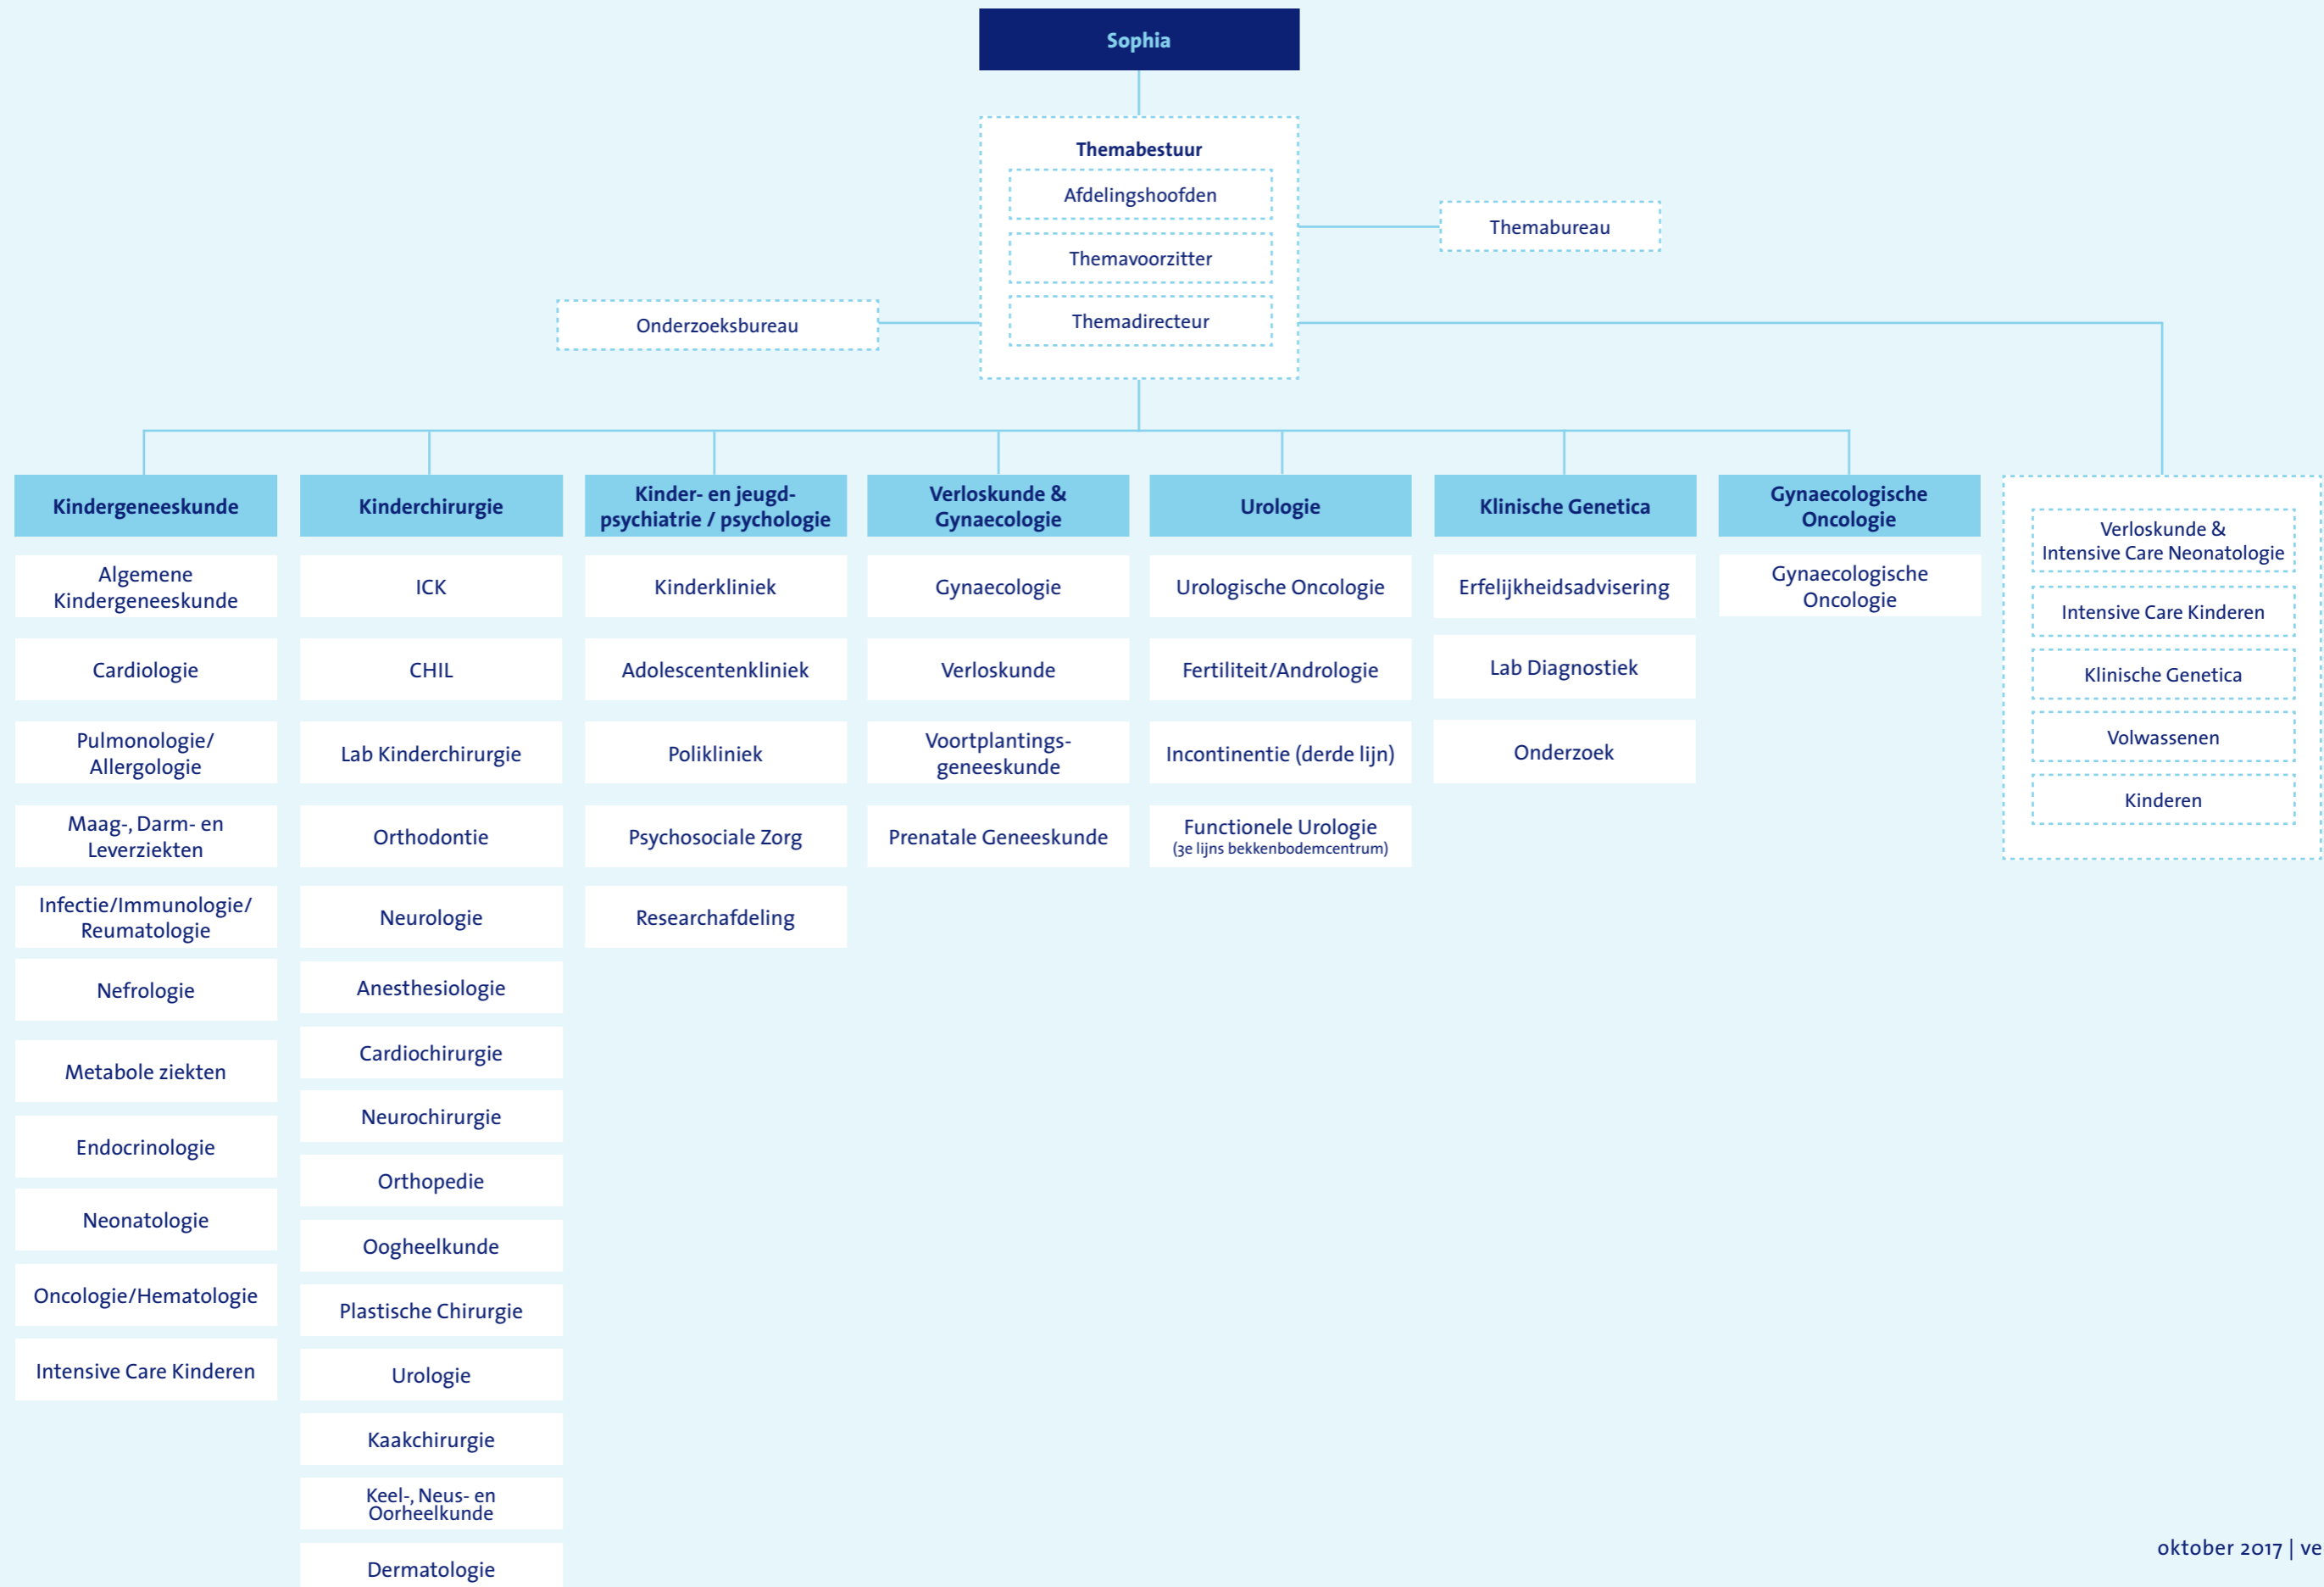 Sophia
Themabestuur
Afdelingshoofden
Themavoorzitter
Themadirecteur
Themabureau
Onderzoeksbureau
Kindergeneeskunde
Algemene
Kindergeneeskunde
Cardiologie
Pulmonologie/
Allergologie
Maag-, Darm- en
Leverziekten
Infectie/Immunologie/
Reumatologie
Nefrologie
Metabole ziekten
Endocrinologie
Neonatologie
Oncologie/Hematologie
Intensive Care Kinderen
Kinderchirurgie
ICK
CHIL
Lab Kinderchirurgie
Orthodontie
Neurologie
Anesthesiologie
Cardiochirurgie
Neurochirurgie
Orthopedie
Oogheelkunde
Plastische Chirurgie
Urologie
Kaakchirurgie
Keel-, Neus- en
Oorheelkunde
Dermatologie
Kinder- en jeugd-
psychiatrie / psychologie
Kinderkliniek
Adolescentenkliniek
Polikliniek
Psychosociale Zorg
Researchafdeling
Verloskunde &
Gynaecologie
Gynaecologie
Verloskunde
Voortplantings-
geneeskunde
Prenatale Geneeskunde
Urologie
Urologische Oncologie
Fertiliteit/Andrologie
Incontinentie (derde lijn)
Functionele Urologie
(3e lijns bekkenbodemcentrum)
Klinische Genetica
Erfelijkheidsadvisering
Lab Diagnostiek
Onderzoek
Gynaecologische
Oncologie
Gynaecologische
Oncologie
Verloskunde &
Intensive Care Neonatologie
Intensive Care Kinderen
Klinische Genetica
Volwassenen
Kinderen
oktober 2017 | ve